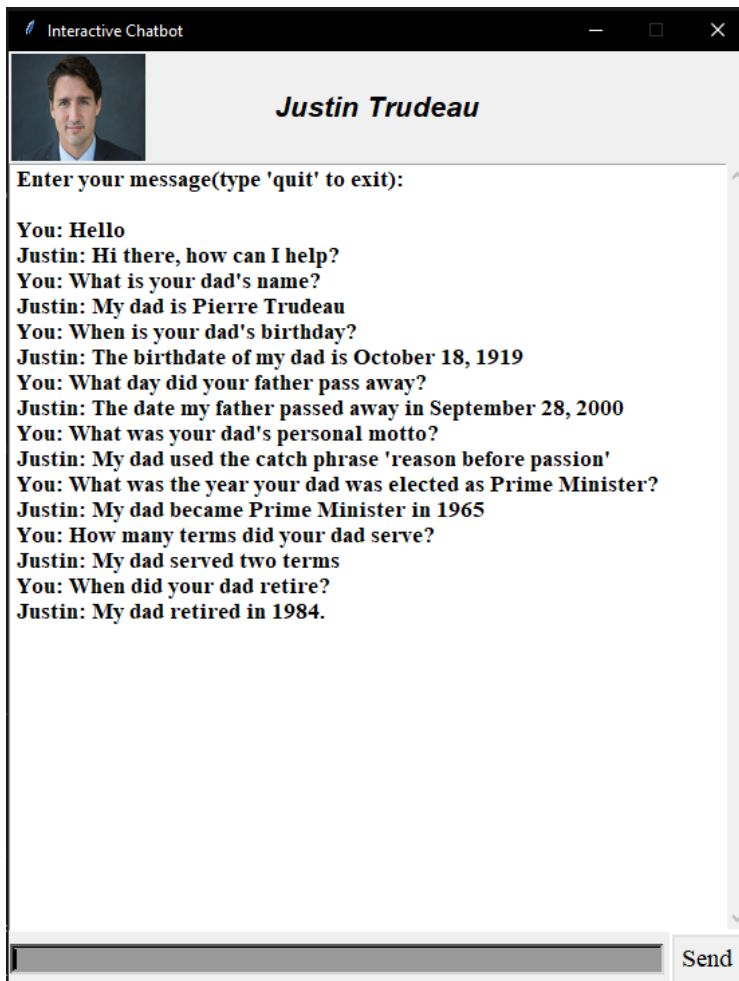 Interactive Chatbot
Justin Trudeau
Enter your message(type 'quit' to exit):
You: Hello
Justin: Hi there, how can I help?
You: What is your dad's name?
Justin: My dad is Pierre Trudeau
You: When is your dad's birthday?
Justin: The birthdate of my dad is October 18, 1919
You: What day did your father pass away?
Justin: The date my father passed away in September 28, 2000
You: What was your dad's personal motto?
Justin: My dad used the catch phrase 'reason before passion'
You: What was the year your dad was elected as Prime Minister?
Justin: My dad became Prime Minister in 1965
You: How many terms did your dad serve?
Justin: My dad served two terms
You: When did your dad retire?
Justin: My dad retired in 1984.
Send